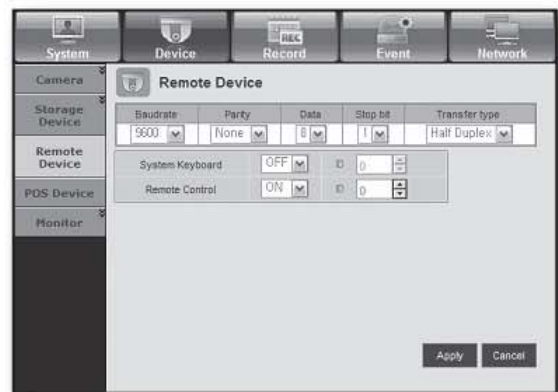 REC
System Device Record Event Network
Camera
Storage Device
Remote Device
POS Device
Monitor
Remote Device
Baudrate Parity Data Stop bit Transfer type
9600 None 8 1 Half Duplex
System Keyboard OFF ID 0
Remote Control ON ID 0
Apply Cancel